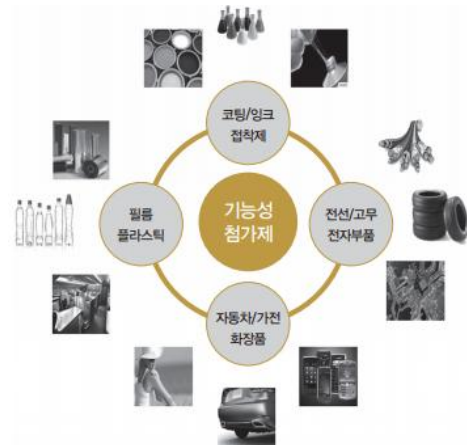 코팅/잉크
접착제
필름
플라스틱
기능성
첨가제
전선/고무
전자부품
자동차/가전
화장품